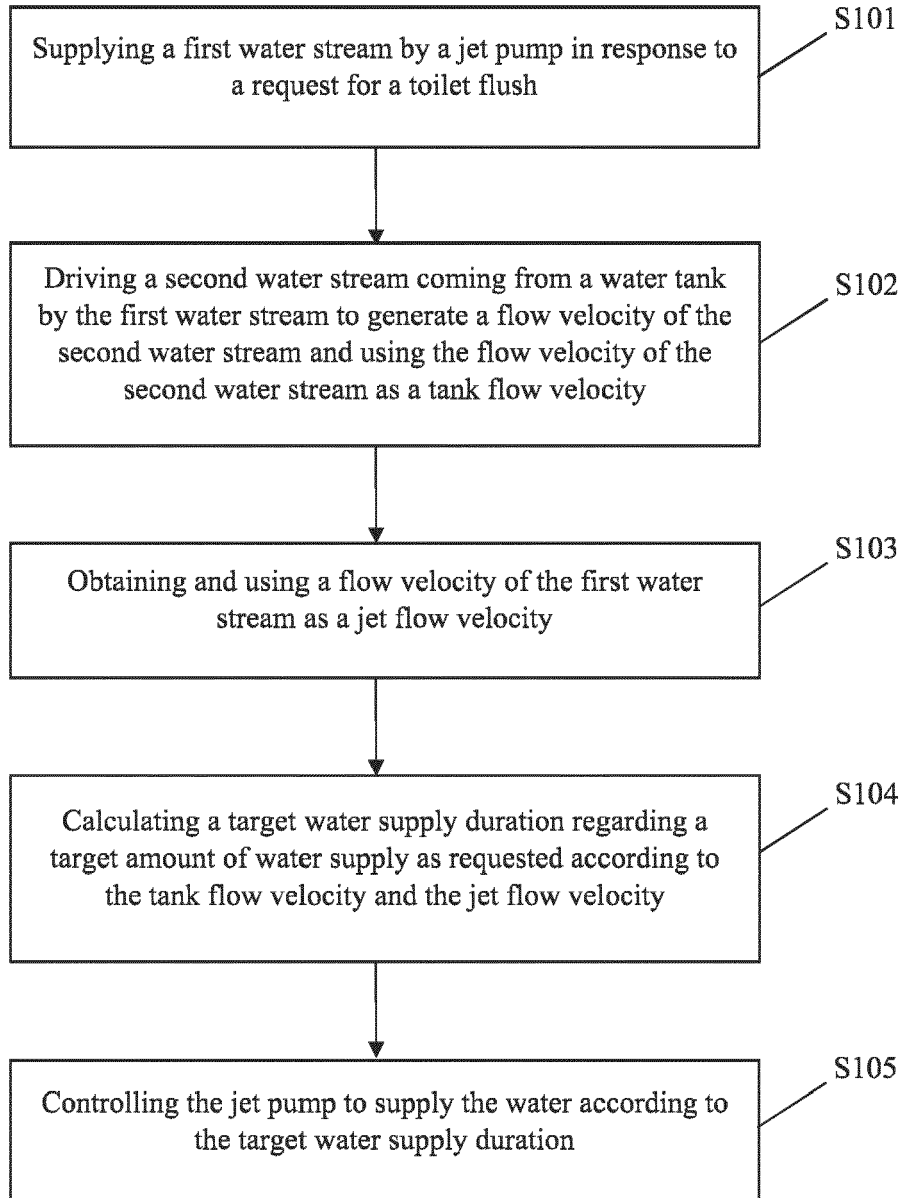 S101
Supplying a first water stream by a jet pump in response to
a request for a toilet flush
S102
Driving a second water stream coming from a water tank
by the first water stream to generate a flow velocity of the
second water stream and using the flow velocity of the
second water stream as a tank flow velocity
S103
Obtaining and using a flow velocity of the first water
stream as a jet flow velocity
S104
Calculating a target water supply duration regarding a
target amount of water supply as requested according to
the tank flow velocity and the jet flow velocity
S105
Controlling the jet pump to supply the water according to
the target water supply duration